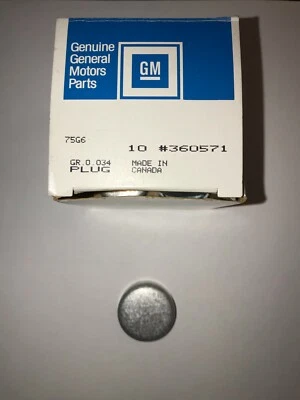 Genuine
General
Motors
Parts
GM
75G6
10 #360571
GR.0.034 MADE IN
PLUG CANADA